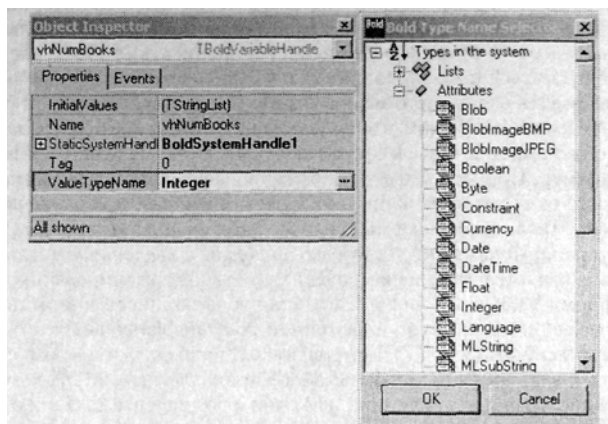 Object Inspector
vhNumBooks TBoldVariableHandle
Properties Events
InitialValues (TStringList)
Name vhNumBooks
StaticSystemHandl BoldSystemHandle1
Tag 0
ValueTypeName Integer
All shown
Bold Bold Type Name Selector
Types in the system
Lists
Attributes
Blob
BlobImageBMP
BlobImageJPEG
Boolean
Byte
Constraint
Currency
Date
DateTime
Float
Integer
Language
MLString
MLSubString
OK Cancel